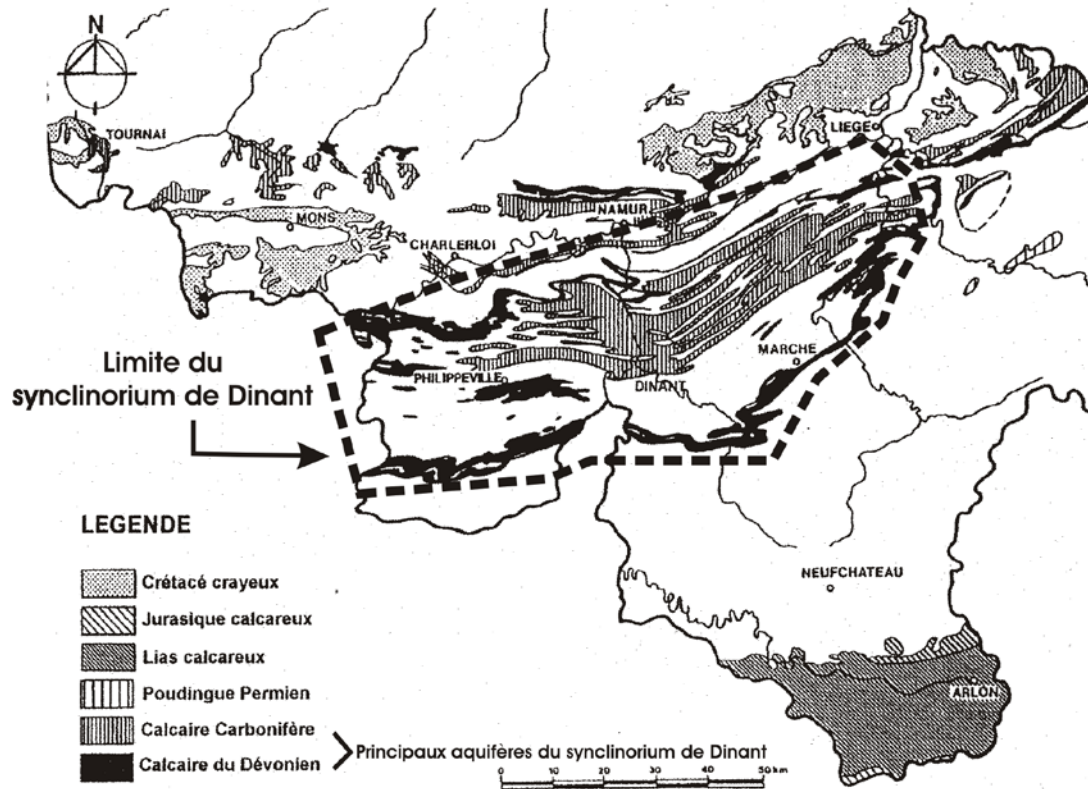 N
TOURNAI
LIEGE
MONS
NAMUR
CHARLERLOI
MARCHE
Limite du
synclinorium de Dinant
PHILIPPEVILLE
DINANT
LEGENDE
NEUFCHATEAU
Crétacé crayeux
Jurasique calcareux
Lias calcareux
Poudingue Permien
ARLON
Calcaire Carbonifère
Calcaire du Dévonien
Principaux aquifères du synclinorium de Dinant
0 10 20 30 40 50 km